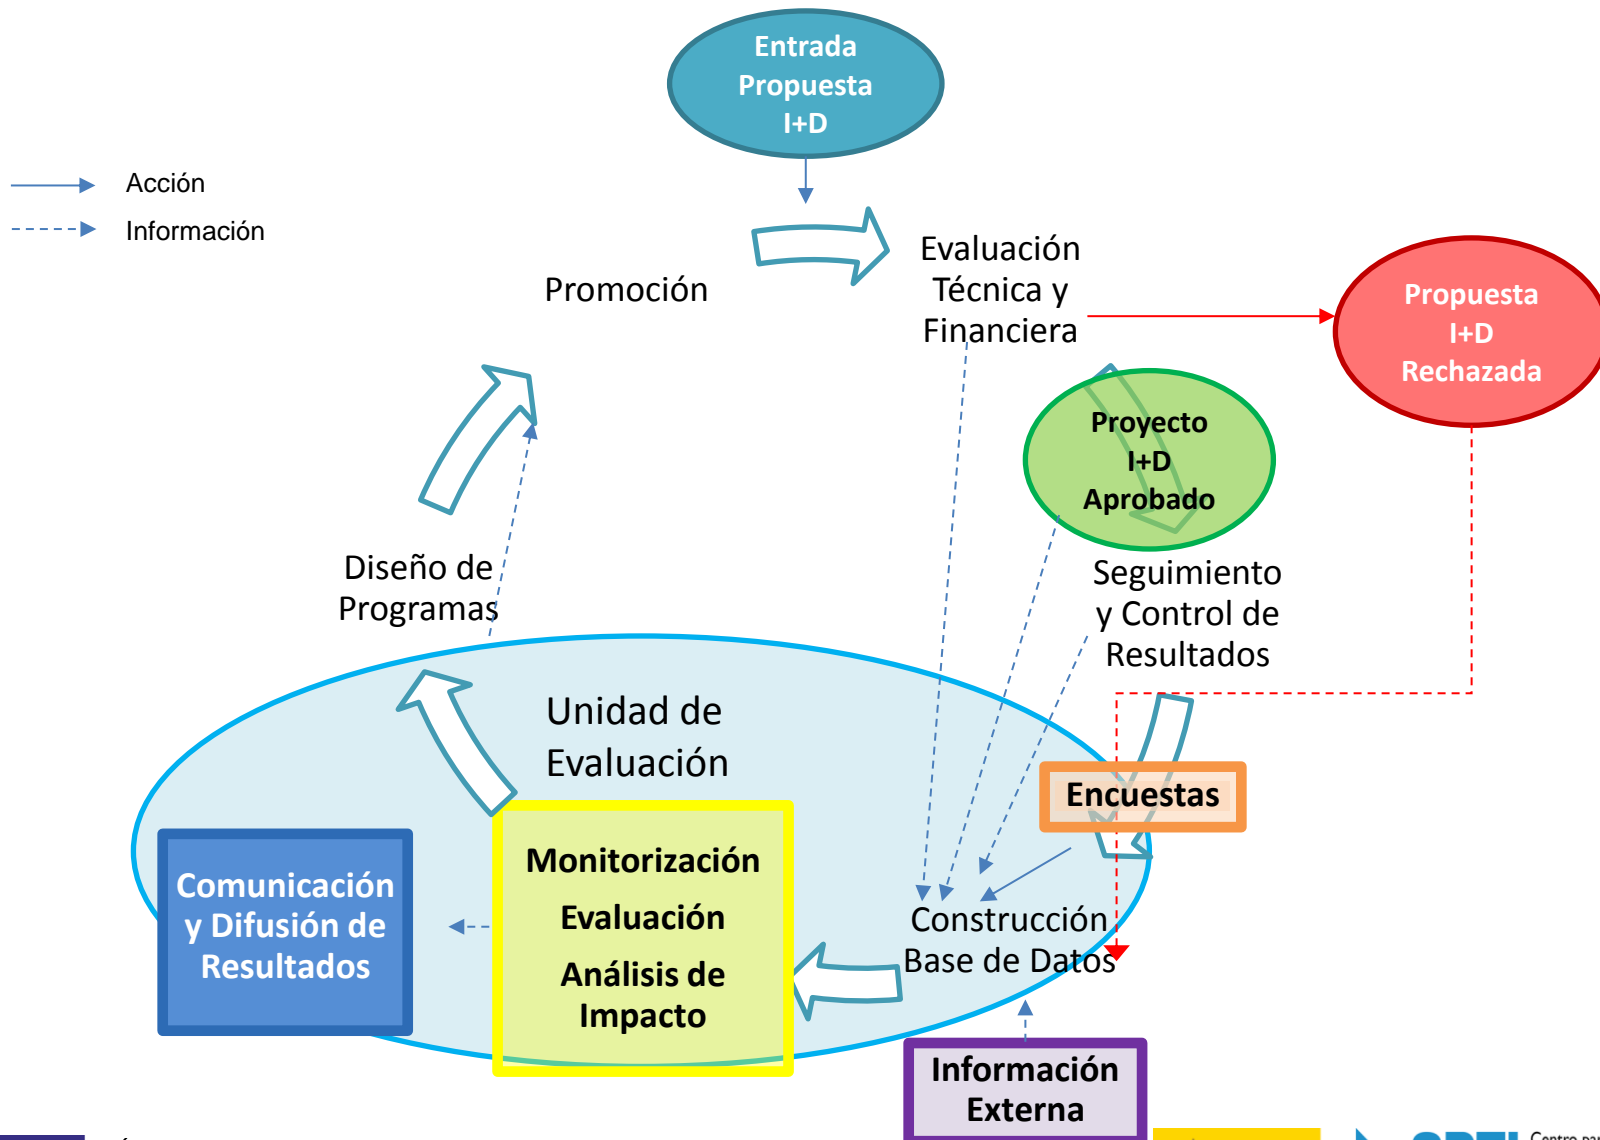 Entrada
Propuesta
I+D
Acción
Información
Promoción
Evaluación
Técnica y
Financiera
Propuesta
I+D
Rechazada
Proyecto
I+D
Aprobado
Diseño de
Programas
Seguimiento
y Control de
Resultados
Unidad de
Evaluación
Encuestas
Comunicación
y Difusión de
Resultados
Monitorización
Evaluación
Análisis de
Impacto
Construcción
Base de Datos
Información
Externa